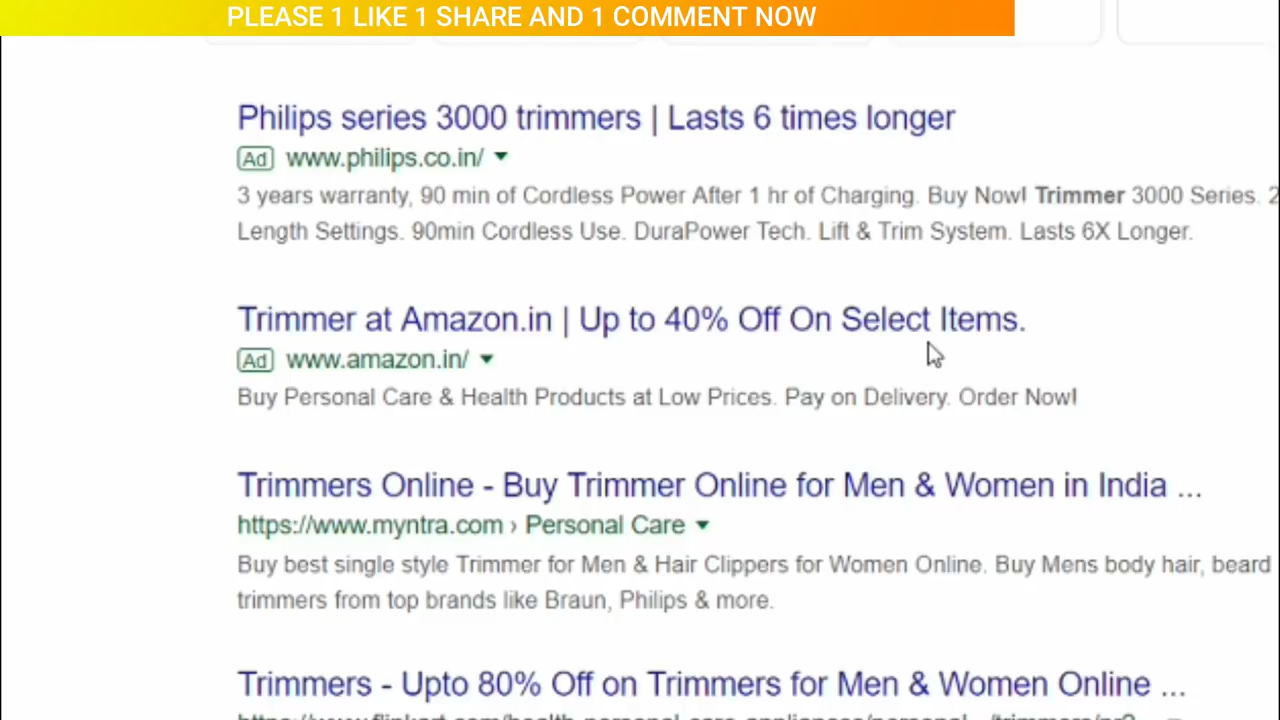 PLEASE 1 LIKE 1 SHARE AND 1 COMMENT NOW
Philips series 3000 trimmers | Lasts 6 times longer
Ad www.philips.co.in/
3 years warranty, 90 min of Cordless Power After 1 hr of Charging. Buy Now! Trimmer 3000 Series. 2
Length Settings. 90min Cordless Use. DuraPower Tech. Lift & Trim System. Lasts 6X Longer.
Trimmer at Amazon.in | Up to 40% Off On Select Items.
Ad www.amazon.in/
Buy Personal Care & Health Products at Low Prices. Pay on Delivery. Order Now!
Trimmers Online - Buy Trimmer Online for Men & Women in India ...
https://www.myntra.com › Personal Care
Buy best single style Trimmer for Men & Hair Clippers for Women Online. Buy Mens body hair, beard
trimmers from top brands like Braun, Philips & more.
Trimmers - Upto 80% Off on Trimmers for Men & Women Online ...